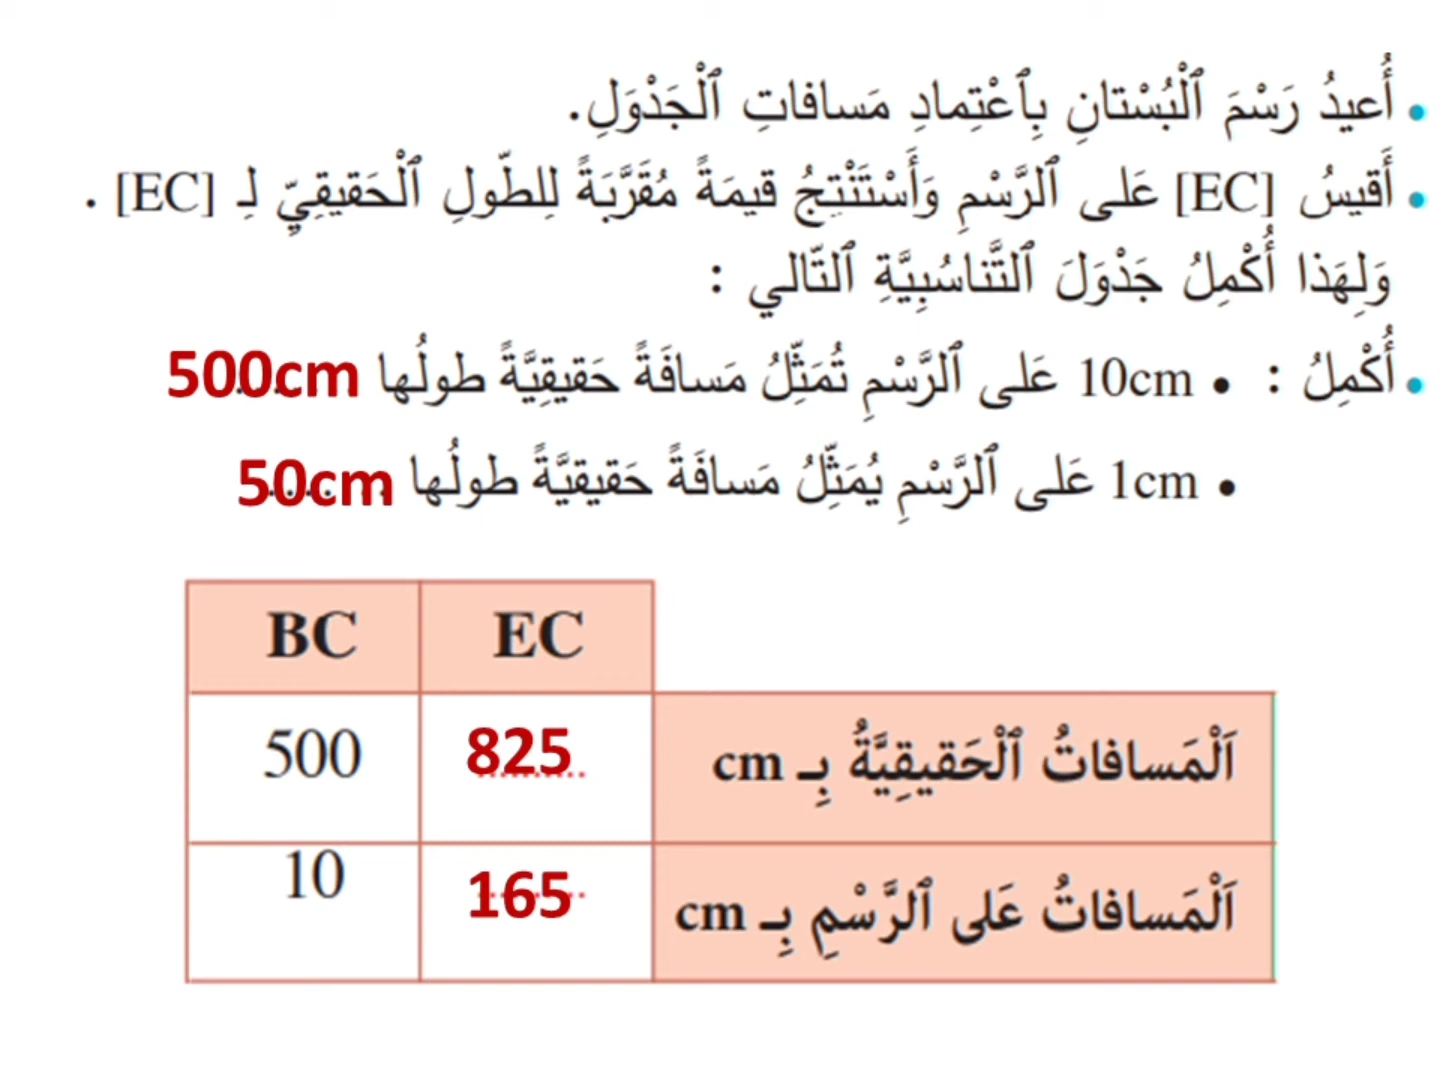 • أُعيدُ رَسْمَ ٱلْبُسْتانِ بِٱعْتِمادِ مَسافاتِ ٱلْجَدْوَلِ.
• أَقيسُ [EC] عَلى ٱلرَّسْمِ وَأَسْتَنْتِجُ قيمَةً مُقَرَّبَةً لِلطّولِ ٱلْحَقيقِيِّ لِـ [EC] .
وَلِهَذا أُكْمِلُ جَدْوَلَ ٱلتَّناسُبِيَّةِ ٱلتّالي :
• أُكْمِلُ : • 10cm عَلى ٱلرَّسْمِ تُمَثِّلُ مَسافَةً حَقيقِيَّةً طولُها 500cm
• 1cm عَلى ٱلرَّسْمِ يُمَثِّلُ مَسافَةً حَقيقِيَّةً طولُها 50cm
BC EC
500 825 اَلْمَسافاتُ ٱلْحَقيقِيَّةُ بِـ cm
10 165 اَلْمَسافاتُ عَلى ٱلرَّسْمِ بِـ cm